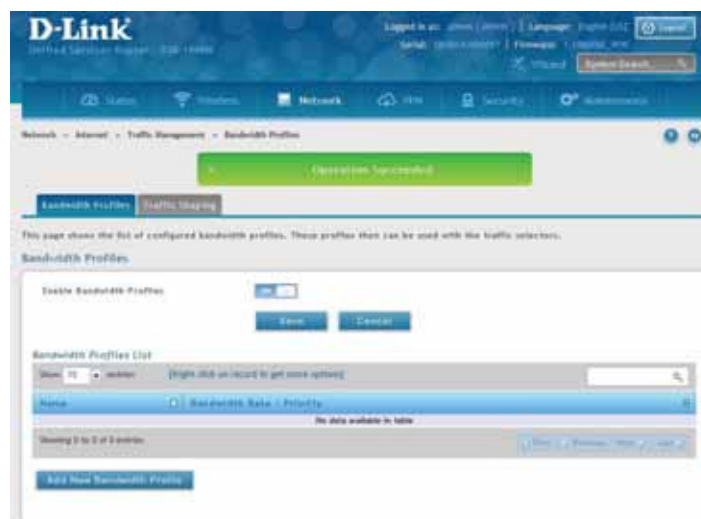 D-Link
Logged in as: admin (admin) | Language: English [US]
Logout
Unified Services Router
Serial: | Firmware:
Wizard
System Search...
Status
Wireless
Network
VPN
Security
Maintenance
Network » Internet » Traffic Management » Bandwidth Profiles
Operation Succeeded
Bandwidth Profiles
Traffic Shaping
This page shows the list of configured bandwidth profiles. These profiles then can be used with the traffic selectors.
Bandwidth Profiles
Enable Bandwidth Profiles
ON
Save
Cancel
Bandwidth Profiles List
Show 10 entries
[Right click on record to get more options]
Name
Bandwidth Rate / Priority
No data available in table
Showing 0 to 0 of 0 entries
First
Previous
Next
Last
Add New Bandwidth Profile